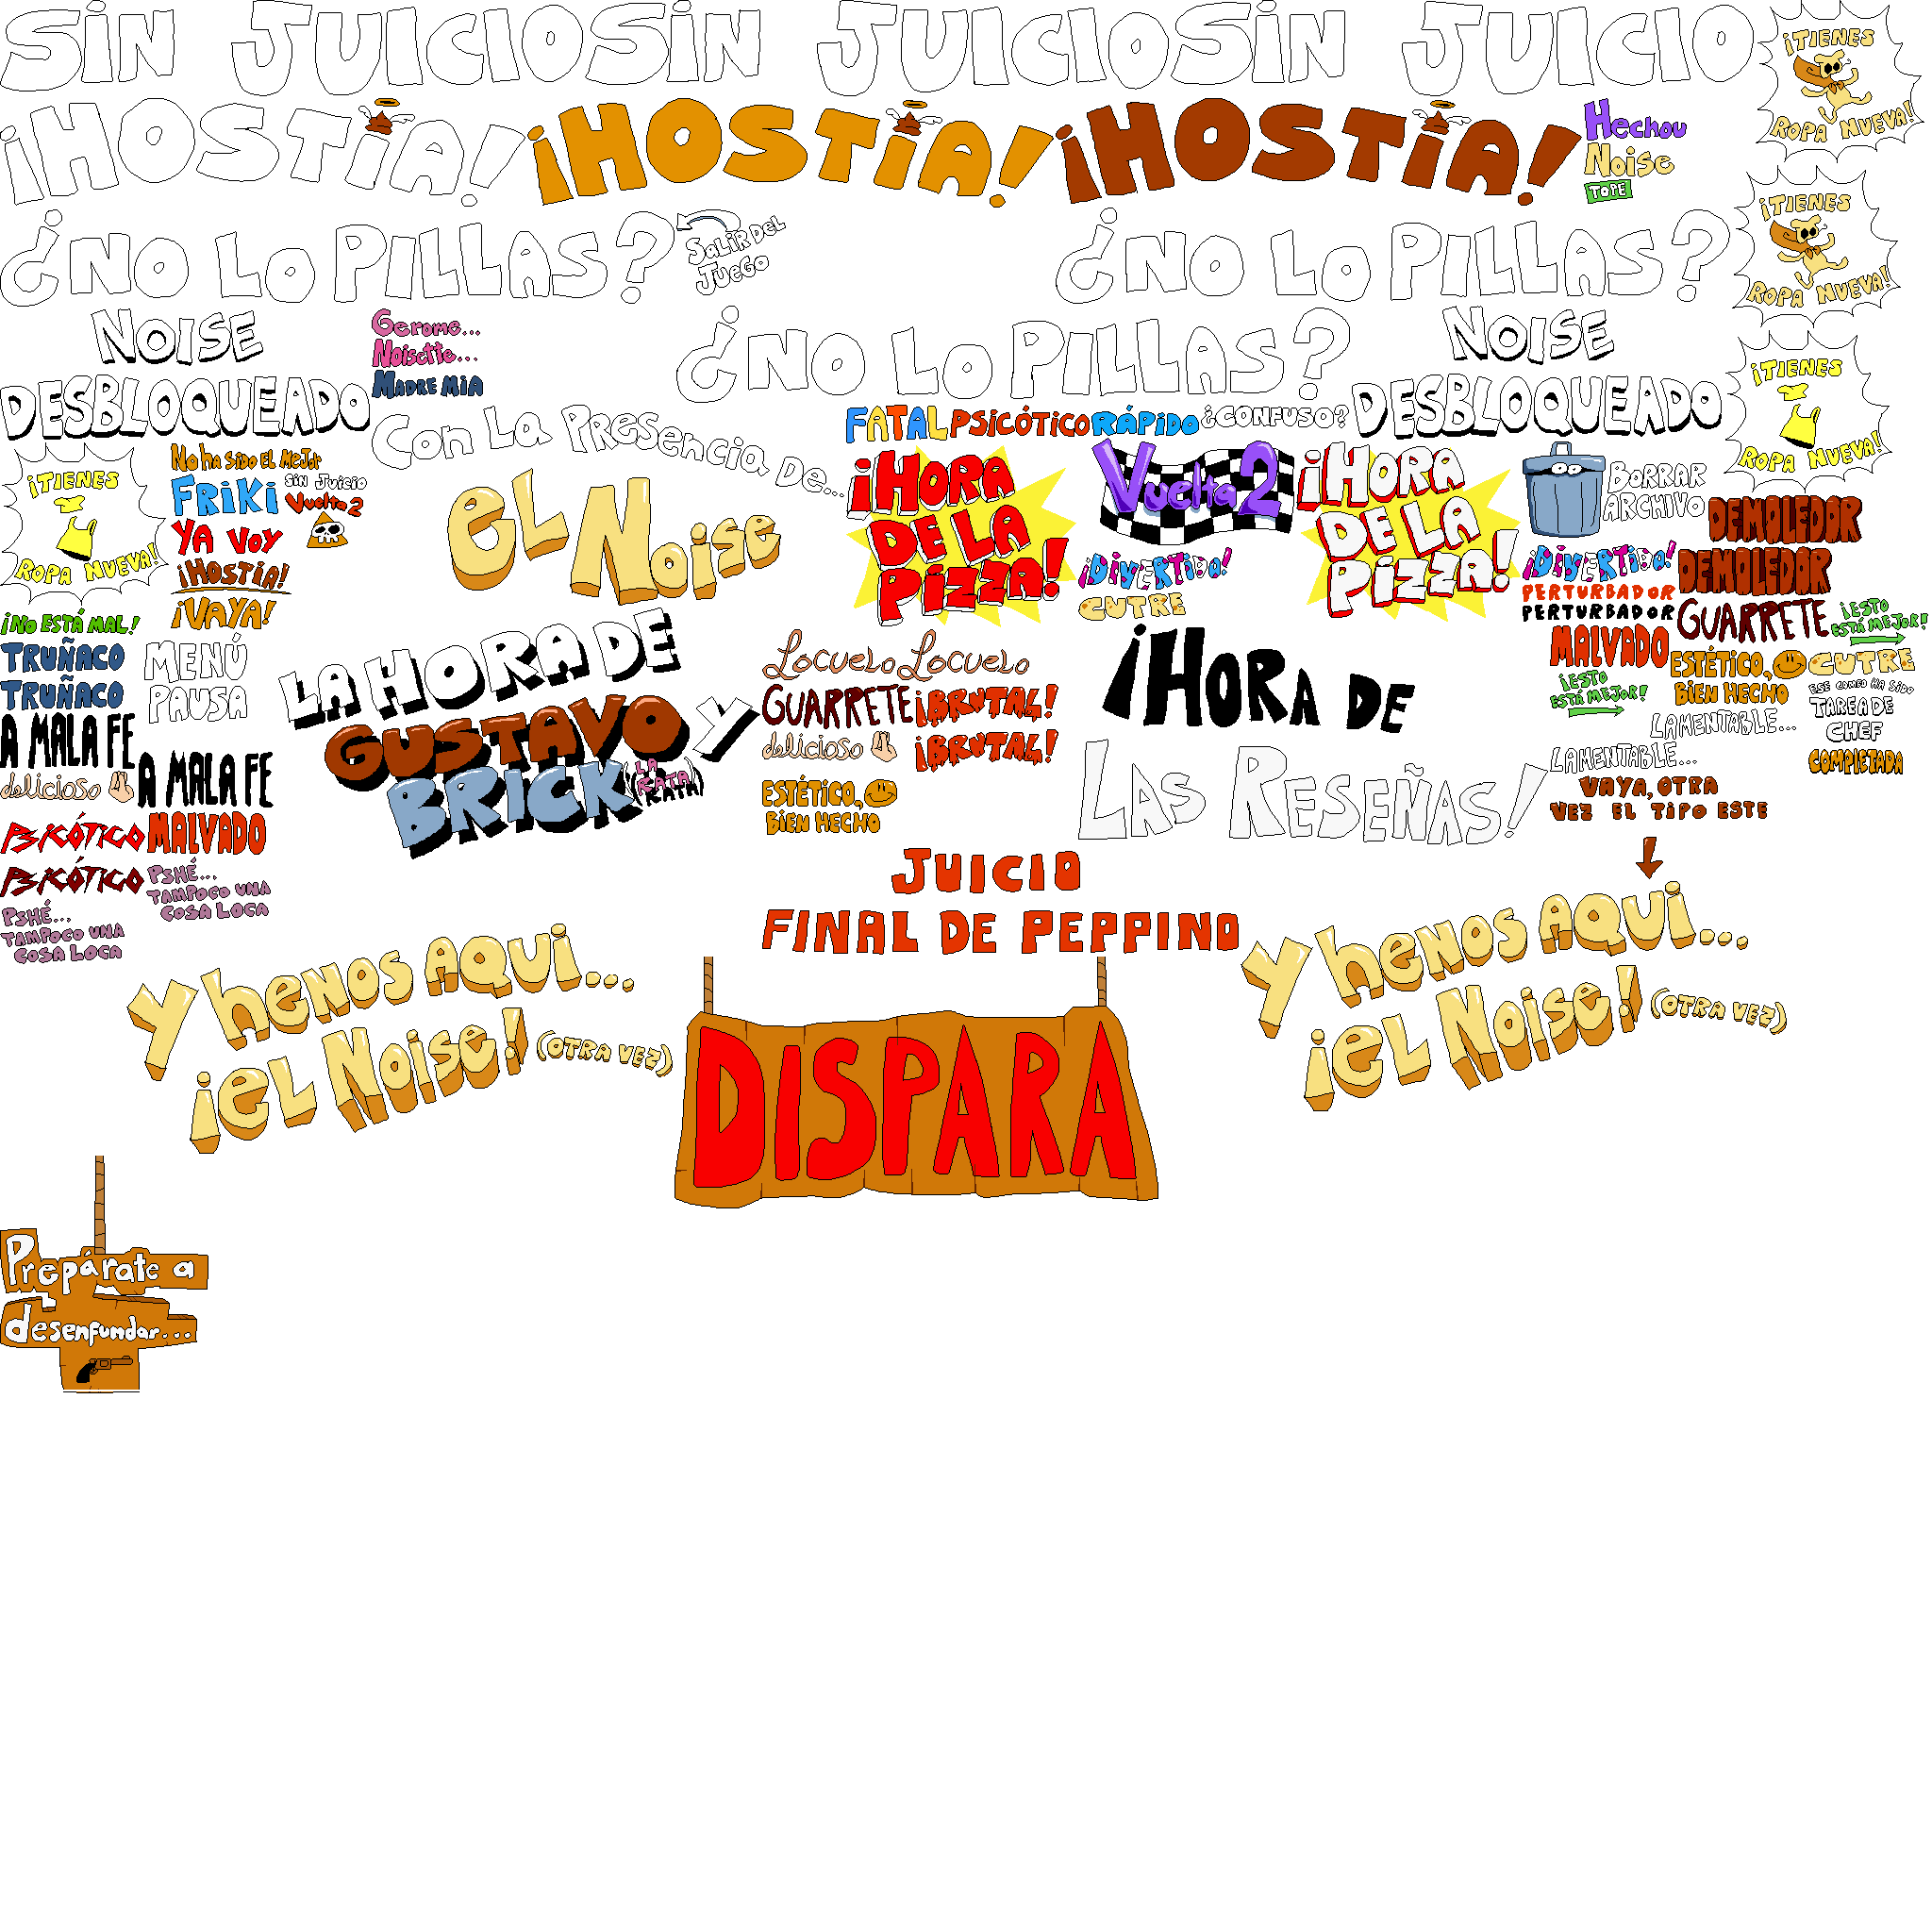 SIN JUICIO
SIN JUICIO
SIN JUICIO
¡TIENES
ROPA NUEVA!
¡HOSTIA!
¡HOSTIA!
¡HOSTIA!
Hechou
Noise
TOPE
¡TIENES
ROPA NUEVA!
¿NO LO PILLAS?
SALIR DEL
JUEGO
¿NO LO PILLAS?
NOISE
DESBLOQUEADO
Gerome...
Noisette...
MADRE MIA
¿NO LO PILLAS?
NOISE
DESBLOQUEADO
¡TIENES
ROPA NUEVA!
Con La Presencia De...
FATAL
PSICÓTICO
RÁPIDO
¿CONFUSO?
¡TIENES
ROPA NUEVA!
No ha sido el mejor
FRIKI
SIN JUICIO
Vuelta 2
YA VOY
¡HOSTIA!
¡VAYA!
EL NOISE
¡HORA
DE LA
PIZZA!
Vuelta 2
¡HORA
DE LA
PIZZA!
BORRAR
ARCHIVO
DEMOLEDOR
DEMOLEDOR
¡DIVERTIDO!
CUTRE
¡DIVERTIDO!
PERTURBADOR
PERTURBADOR
GUARRETE
¡ESTO
ESTÁ MEJOR!
¡NO ESTÁ MAL!
TRUÑACO
TRUÑACO
MENÚ
PAUSA
LA HORA DE
GUSTAVO Y
BRICK
(LA
RATA)
Locuelo
Locuelo
GUARRETE
¡BRUTAL!
delicioso
¡BRUTAL!
ESTÉTICO,
BIEN HECHO
¡HORA DE
LAS RESEÑAS!
MALVADO
ESTÉTICO,
BIEN HECHO
CUTRE
¡ESTO
ESTÁ MEJOR!
ESE COMBO HA SIDO
LAMENTABLE...
LAMENTABLE...
TAREA DE
CHEF
COMPLETADA
VAYA, OTRA
VEZ EL TIPO ESTE
A MALA FE
A MALA FE
delicioso
PSICÓTICO
MALVADO
PSICÓTICO
PSHÉ...
TAMPOCO UNA
COSA LOCA
PSHÉ...
TAMPOCO UNA
COSA LOCA
JUICIO
FINAL DE PEPPINO
Y HENOS AQUI...
¡EL NOISE! (OTRA VEZ)
DISPARA
Y HENOS AQUI...
¡EL NOISE! (OTRA VEZ)
Prepárate a
desenfundar...